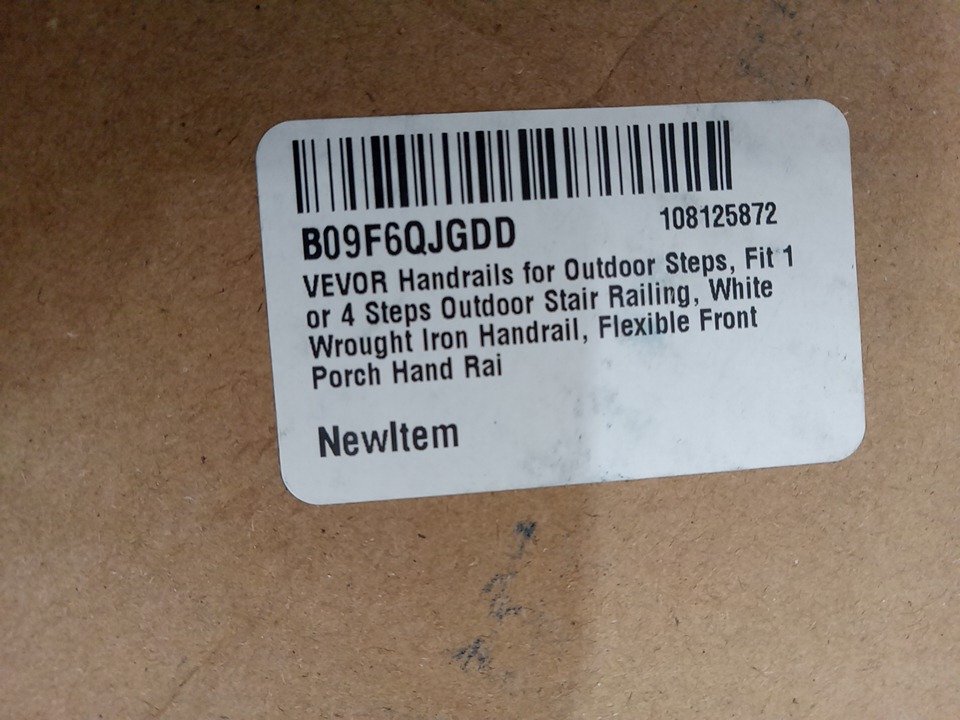 B09F6QJGDD 108125872
VEVOR Handrails for Outdoor Steps, Fit 1
or 4 Steps Outdoor Stair Railing, White
Wrought Iron Handrail, Flexible Front
Porch Hand Rai
NewItem